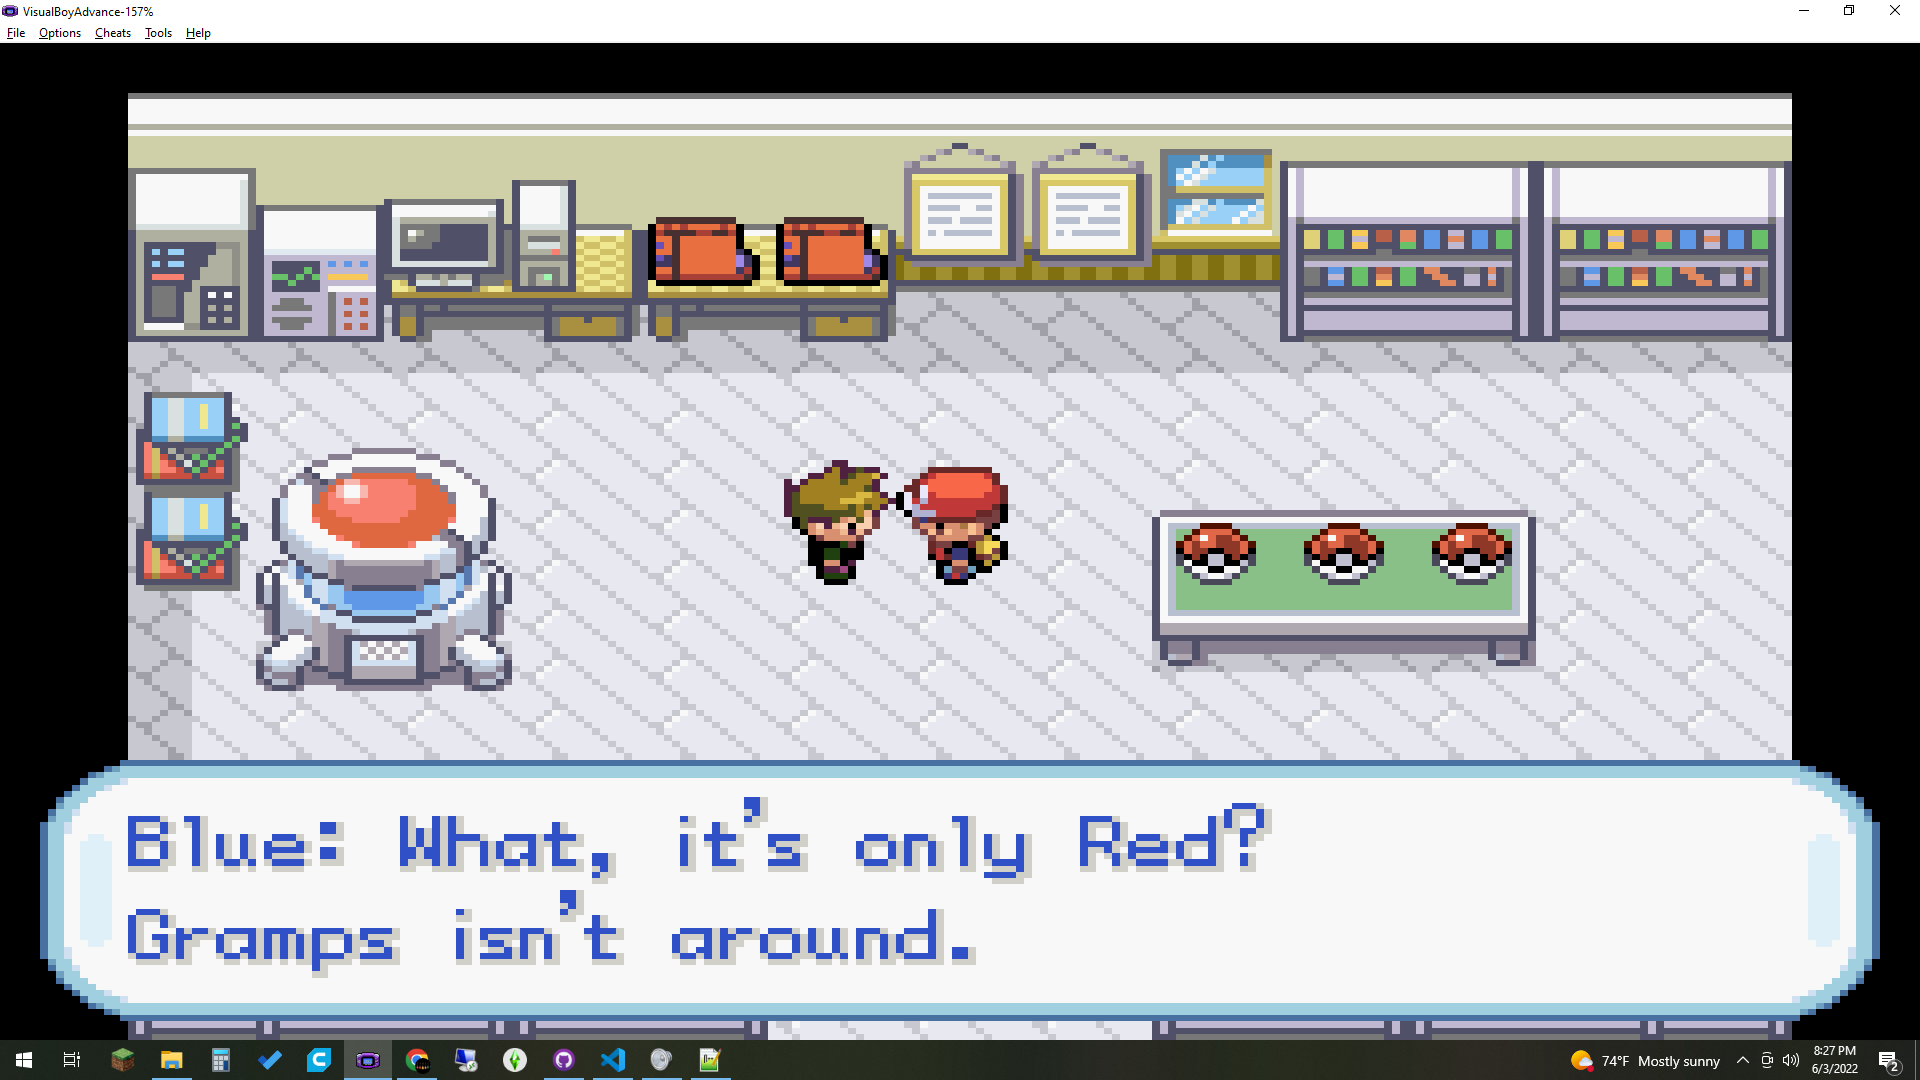 VisualBoyAdvance-157%
File Options Cheats Tools Help
Blue: What, it's only Red?
Gramps isn't around.
74°F Mostly sunny
8:27 PM
6/3/2022
2